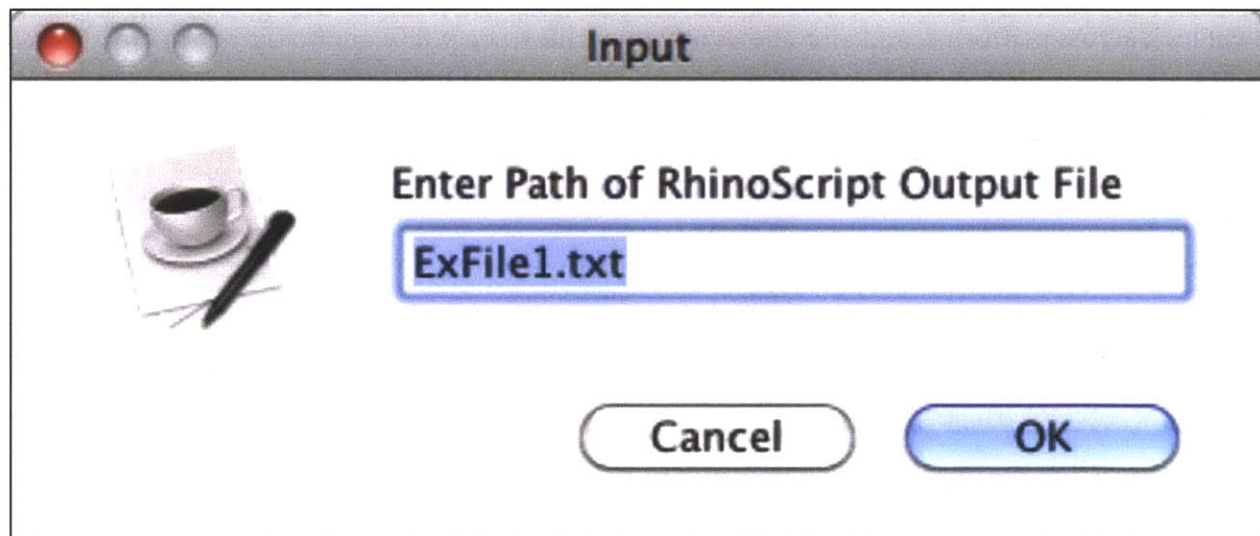 Input
Enter Path of RhinoScript Output File
ExFile1.txt
Cancel
OK